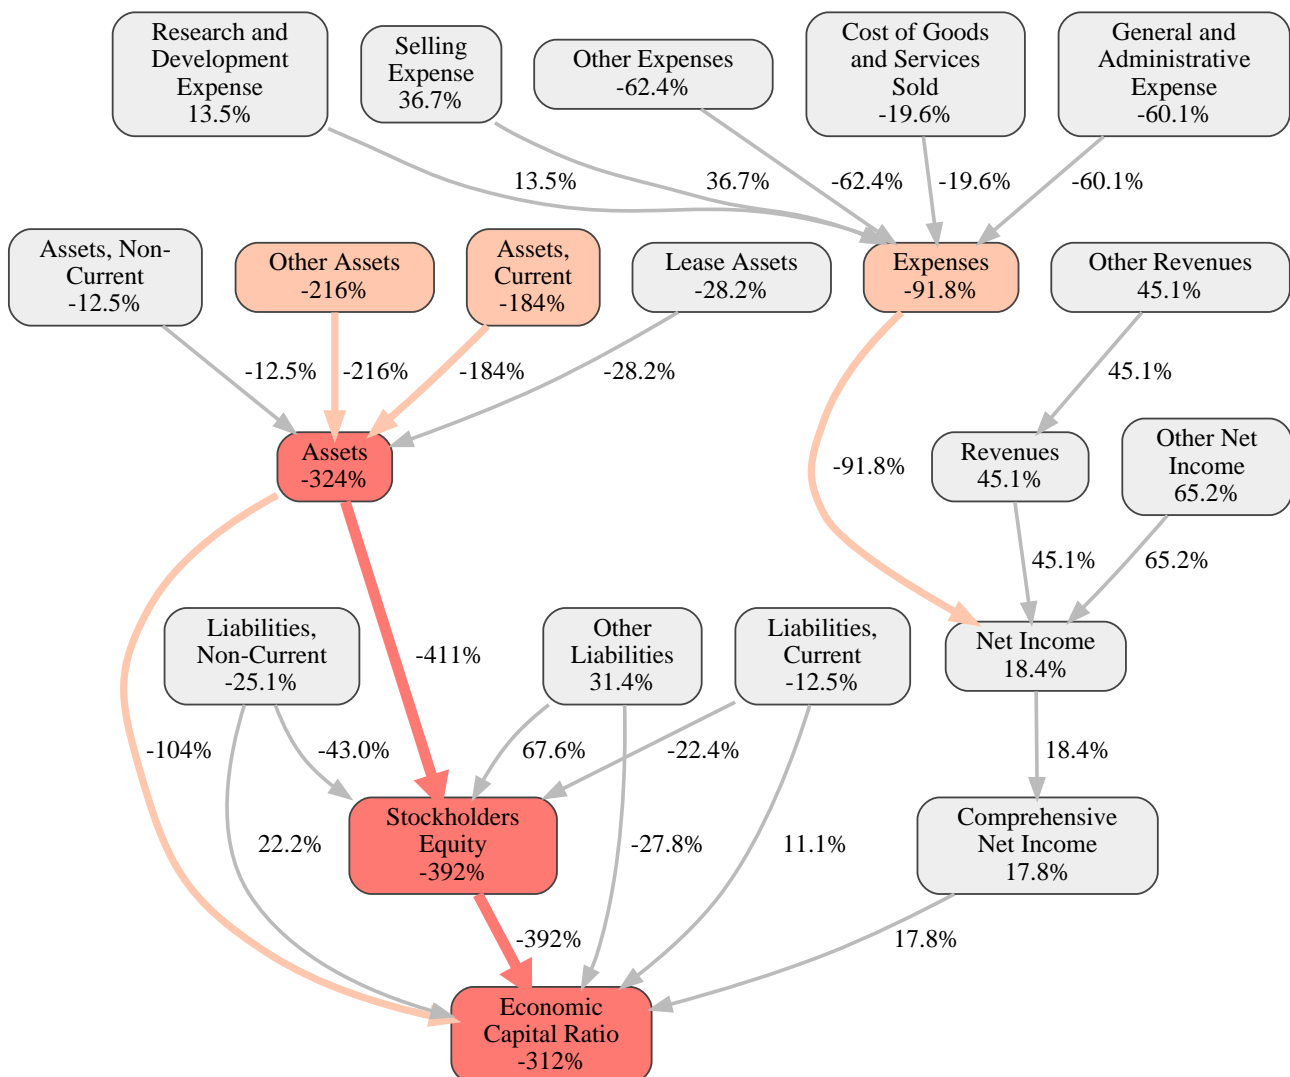 Research and
Development
Expense
13.5%
Selling
Expense
36.7%
Other Expenses
-62.4%
Cost of Goods
and Services
Sold
-19.6%
General and
Administrative
Expense
-60.1%
13.5%
36.7%
-62.4%
-19.6%
-60.1%
Assets, Non-
Current
-12.5%
Other Assets
-216%
Assets,
Current
-184%
Lease Assets
-28.2%
Expenses
-91.8%
Other Revenues
45.1%
-12.5%
-216%
-184%
-28.2%
45.1%
Assets
-324%
-91.8%
Revenues
45.1%
Other Net
Income
65.2%
45.1%
65.2%
Liabilities,
Non-Current
-25.1%
-411%
Other
Liabilities
31.4%
Liabilities,
Current
-12.5%
Net Income
18.4%
-104%
-43.0%
67.6%
-22.4%
18.4%
Stockholders
Equity
-392%
Comprehensive
Net Income
17.8%
22.2%
-27.8%
11.1%
-392%
17.8%
Economic
Capital Ratio
-312%